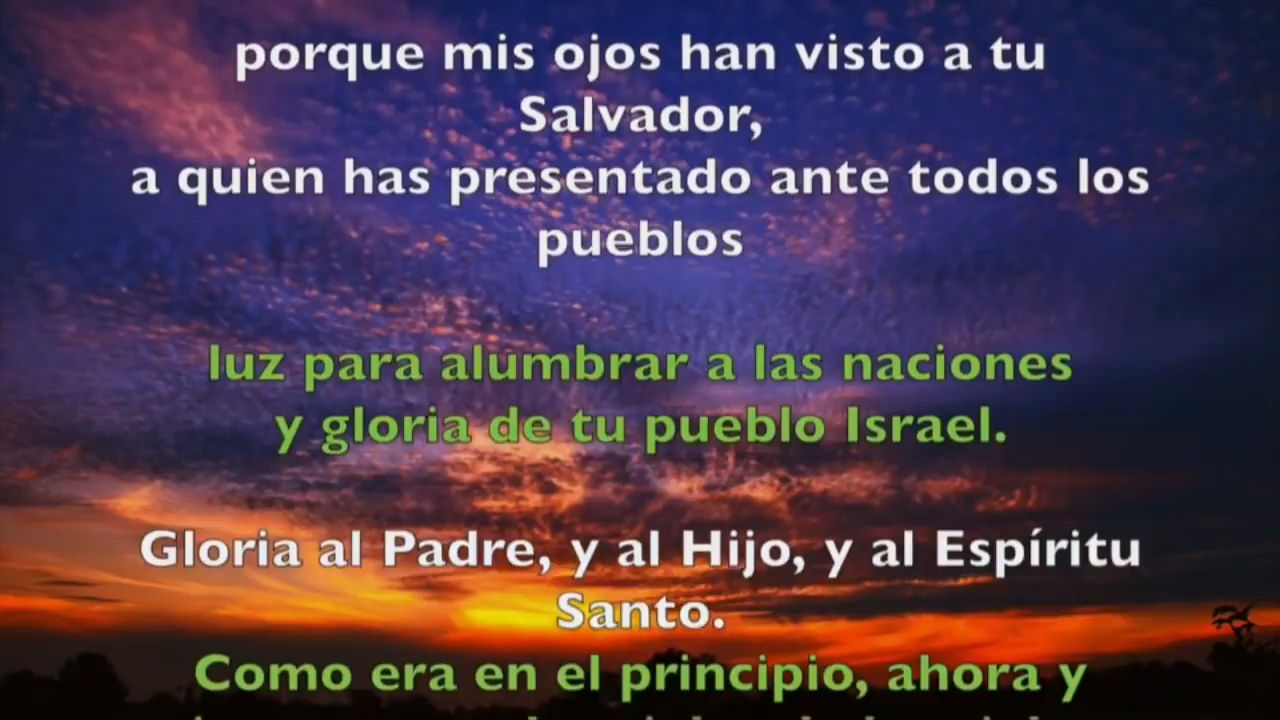 porque mis ojos han visto a tu
Salvador,
a quien has presentado ante todos los
pueblos
luz para alumbrar a las naciones
y gloria de tu pueblo Israel.
Gloria al Padre, y al Hijo, y al Espíritu
Santo.
Como era en el principio, ahora y